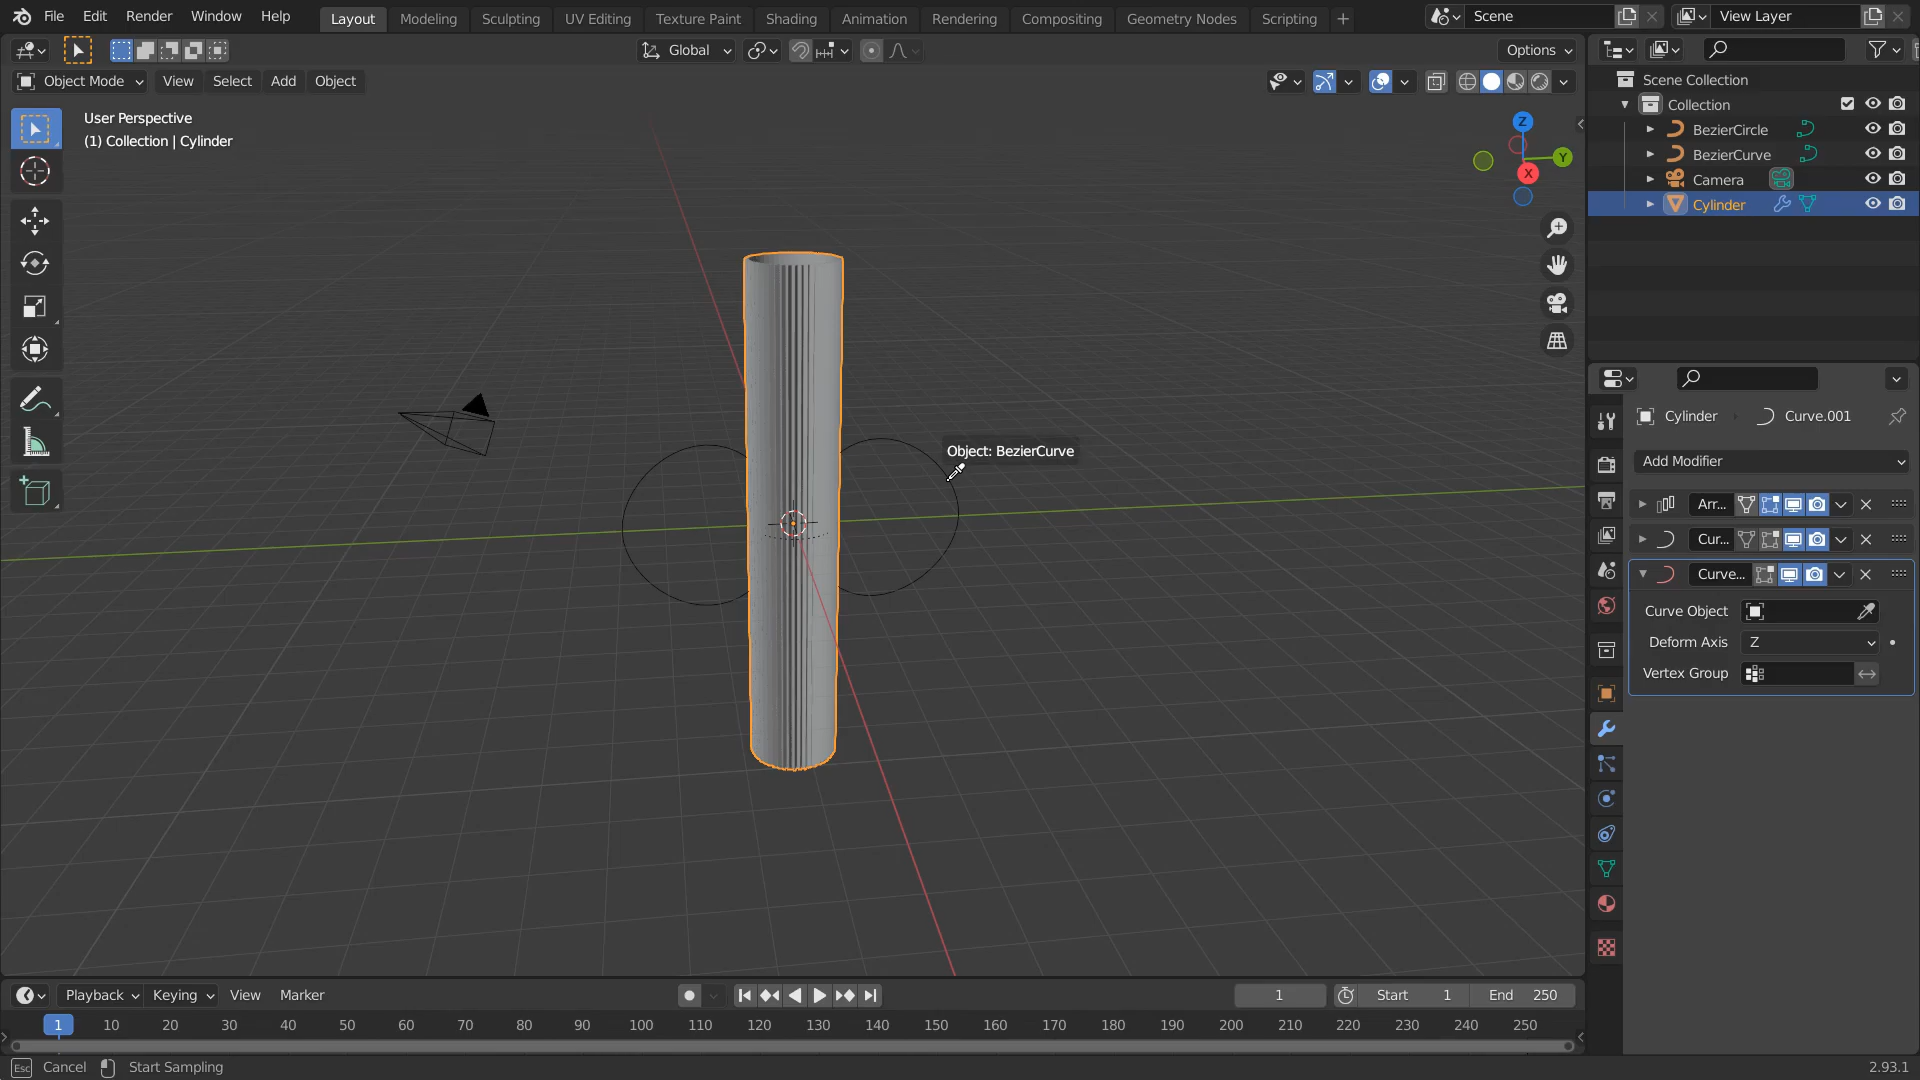 File Edit Render Window Help Layout Modeling Sculpting UV Editing Texture Paint Shading Animation Rendering Compositing Geometry Nodes Scripting + Scene View Layer
Global Options
Object Mode View Select Add Object
User Perspective
(1) Collection | Cylinder
Z
Y
X
Object: BezierCurve
Scene Collection
Collection
BezierCircle
BezierCurve
Camera
Cylinder
Cylinder Curve.001
Add Modifier
Arr...
Cur...
Curve...
Curve Object
Deform Axis Z
Vertex Group
Playback Keying View Marker 1 Start 1 End 250
1 10 20 30 40 50 60 70 80 90 100 110 120 130 140 150 160 170 180 190 200 210 220 230 240 250
Esc Cancel Start Sampling 2.93.1